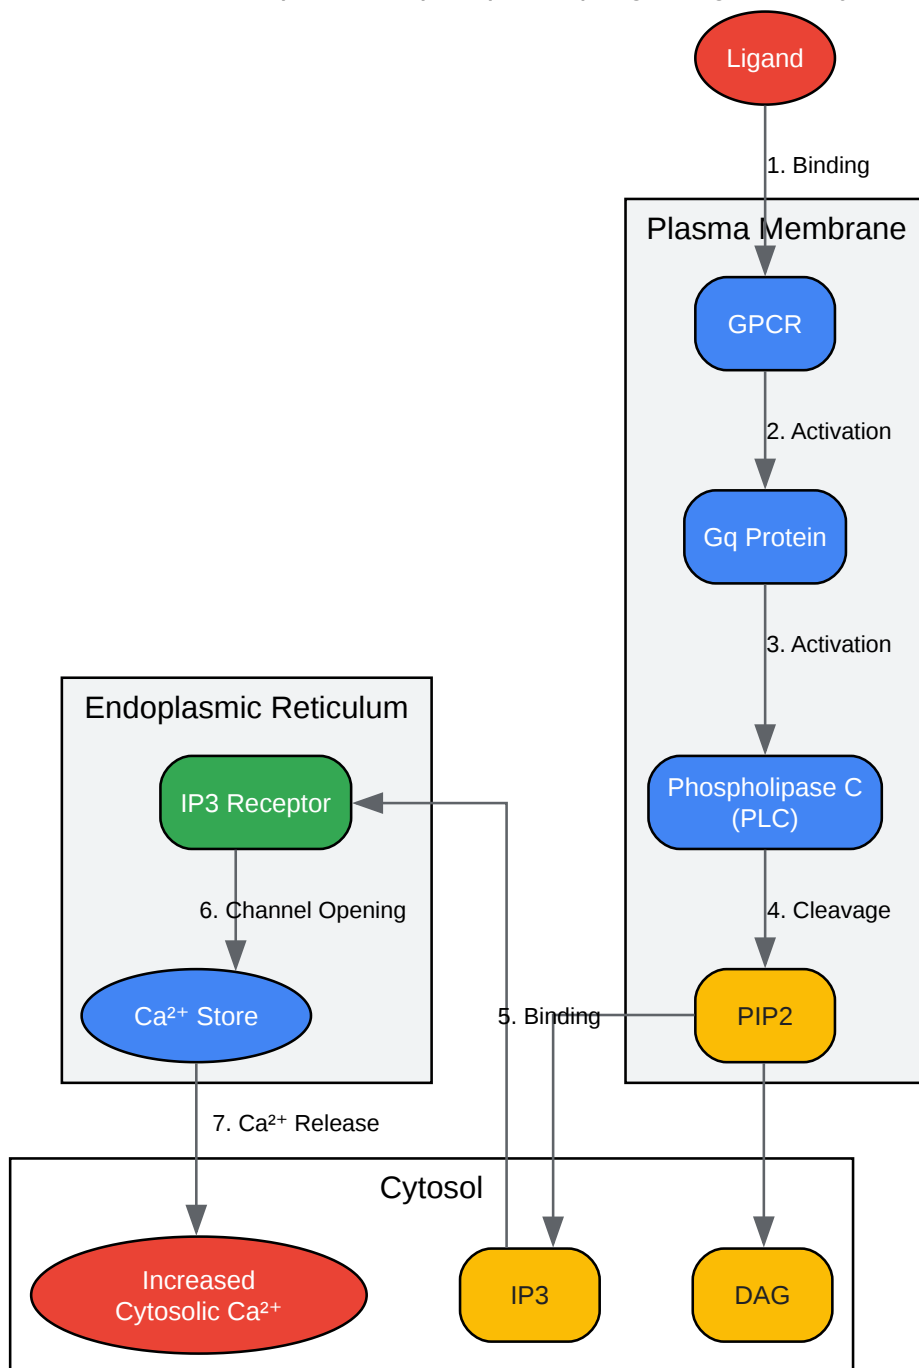 Ligand
1. Binding
Plasma Membrane
GPCR
2. Activation
Gq Protein
3. Activation
Endoplasmic Reticulum
IP3 Receptor
Phospholipase C
(PLC)
6. Channel Opening
4. Cleavage
Ca²⁺ Store
5. Binding
PIP2
7. Ca²⁺ Release
Cytosol
Increased
Cytosolic Ca²⁺
IP3
DAG